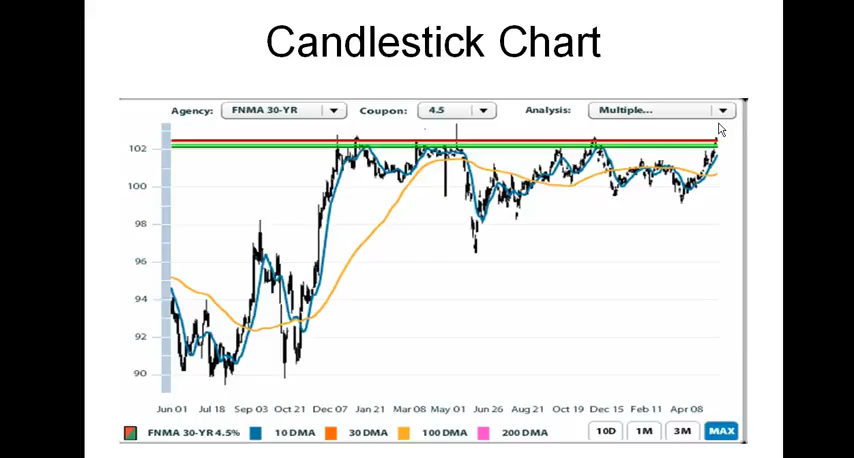 Candlestick Chart
Agency: FNMA 30-YR Coupon: 4.5 Analysis: Multiple...
102
100
98
96
94
92
90
Jun 01 Jul 18 Sep 03 Oct 21 Dec 07 Jan 21 Mar 08 May 01 Jun 26 Aug 21 Oct 19 Dec 15 Feb 11 Apr 08
FNMA 30-YR 4.5% 10 DMA 30 DMA 100 DMA 200 DMA 10D 1M 3M MAX